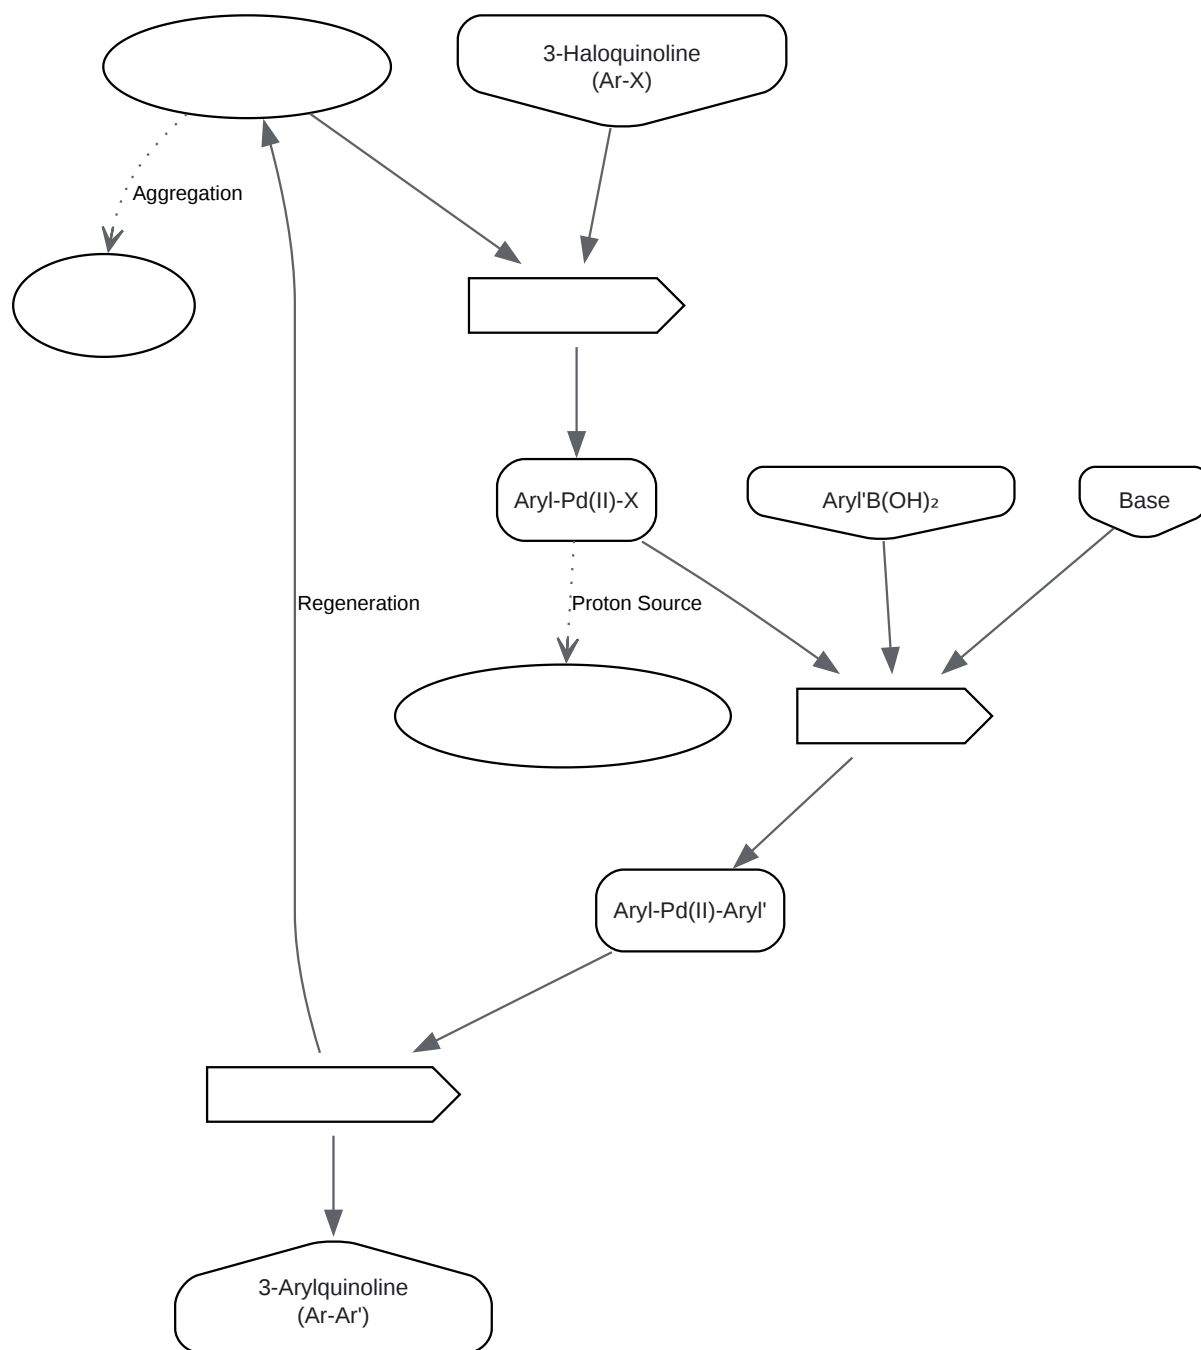 3-Haloquinoline
(Ar-X)
Aggregation
Aryl-Pd(II)-X
Aryl'B(OH)₂
Base
Regeneration
Proton Source
Aryl-Pd(II)-Aryl'
3-Arylquinoline
(Ar-Ar')